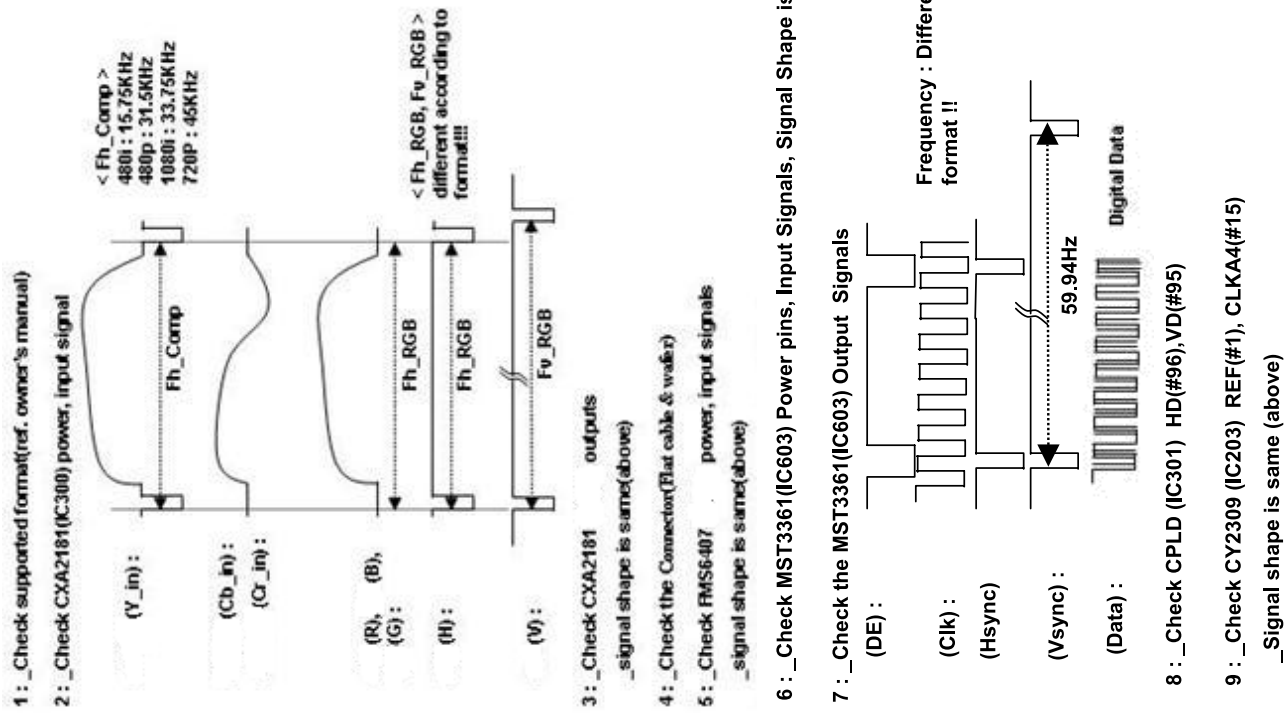 1 : _Check supported format(ref. owner's manual)
2 : _Check CXA2181(IC300) power, input signal
(Y_in) :
Fh_Comp
< Fh_Comp >
480i : 15.75KHz
480p : 31.5KHz
1080i : 33.75KHz
720P : 45KHz
(Cb_in) :
(Cr_in) :
(R), (B),
(G) :
Fh_RGB
(H) :
Fh_RGB
< Fh_RGB, Fv_RGB >
different according to
format!!!
(V) :
Fv_RGB
3 : _Check CXA2181 outputs
_signal shape is same(above)
4 : _Check the Connector(Flat cable & wafer)
5 : _Check FMS6407 power, input signals
_signal shape is same(above)
6 : _Check MST3361(IC603) Power pins, Input Signals, Signal Shape is
7 : _Check the MST3361(IC603) Output Signals
(DE) :
(Clk) :
Frequency : Differe
format !!
(Hsync)
(Vsync) :
59.94Hz
(Data) :
Digital Data
8 : _Check CPLD (IC301) HD(#96),VD(#95)
9 : _Check CY2309 (IC203) REF(#1), CLKA4(#15)
_Signal shape is same (above)